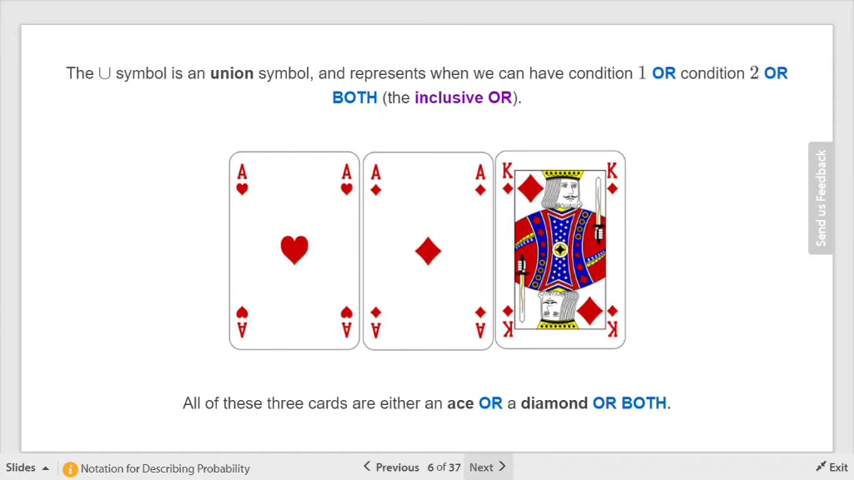 The ∪ symbol is an union symbol, and represents when we can have condition 1 OR condition 2 OR
BOTH (the inclusive OR).
A A A A K K
A A A A K K
All of these three cards are either an ace OR a diamond OR BOTH.
Send us Feedback
Slides Notation for Describing Probability Previous 6 of 37 Next Exit